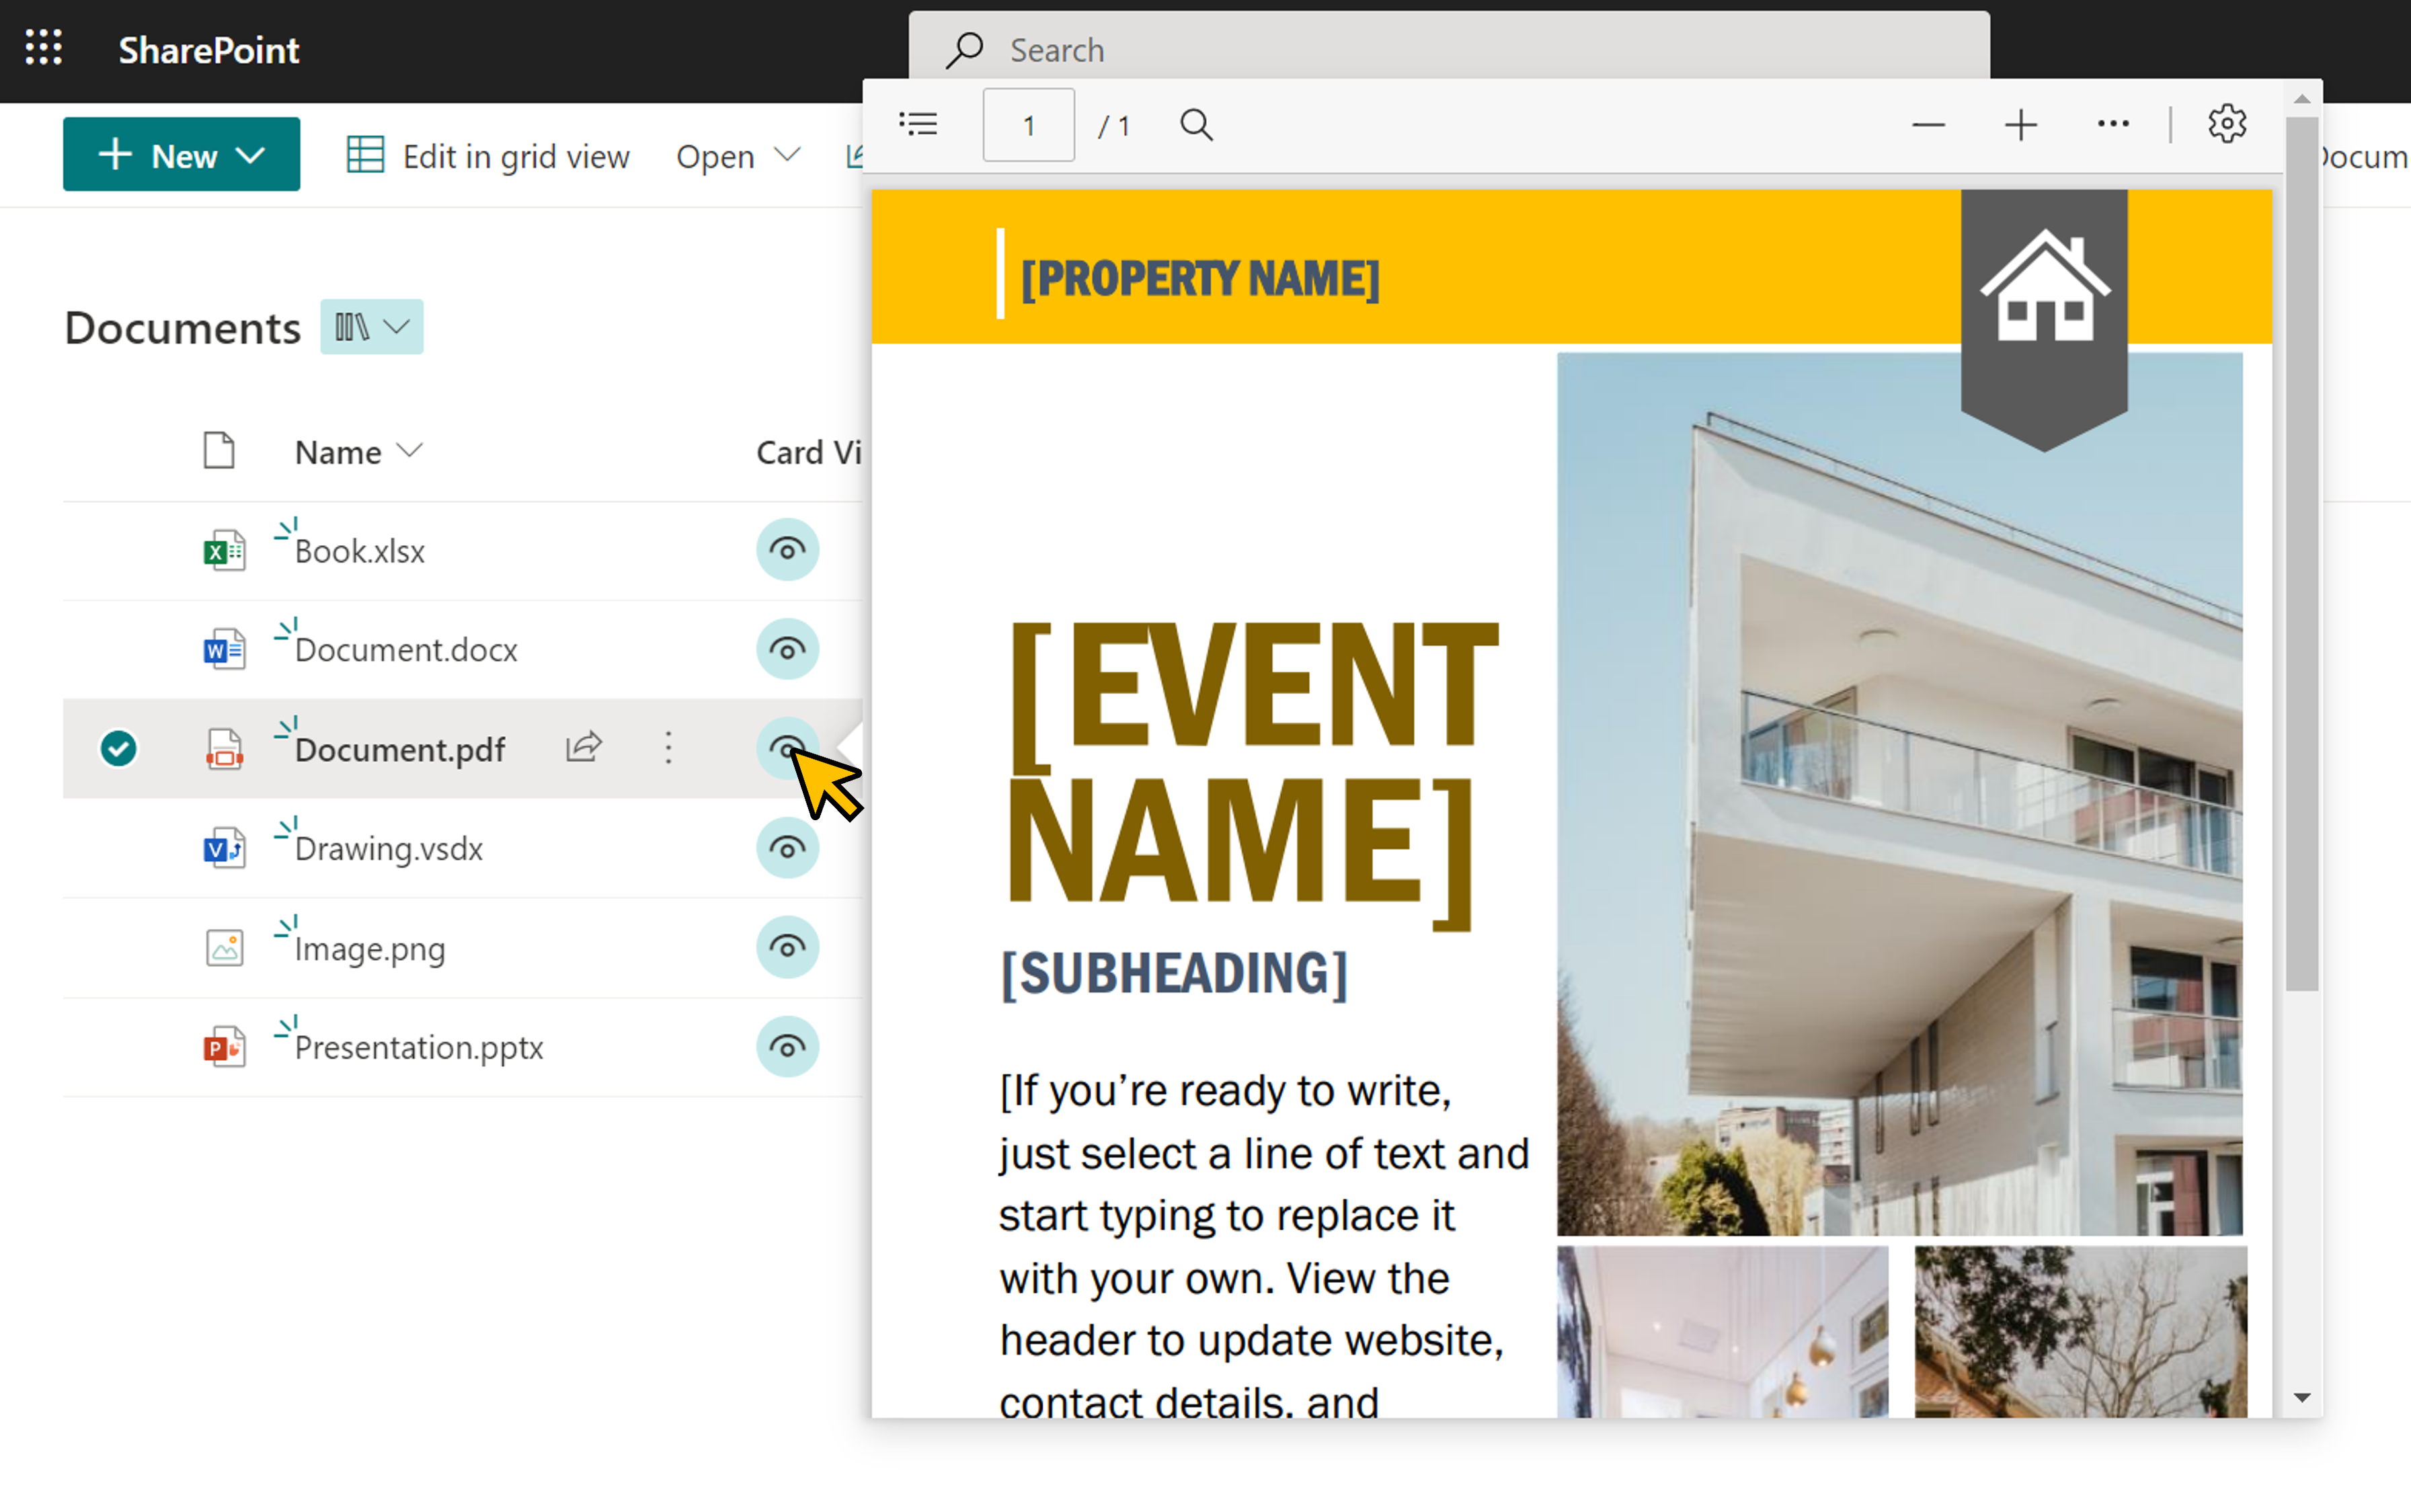 SharePoint
Search
New
Edit in grid view
Open
1
/ 1
Docum
Documents
Name
Card Vi
Book.xlsx
Document.docx
Document.pdf
Drawing.vsdx
Image.png
Presentation.pptx
[PROPERTY NAME]
[EVENT
NAME]
[SUBHEADING]
[If you’re ready to write,
just select a line of text and
start typing to replace it
with your own. View the
header to update website,
contact details, and